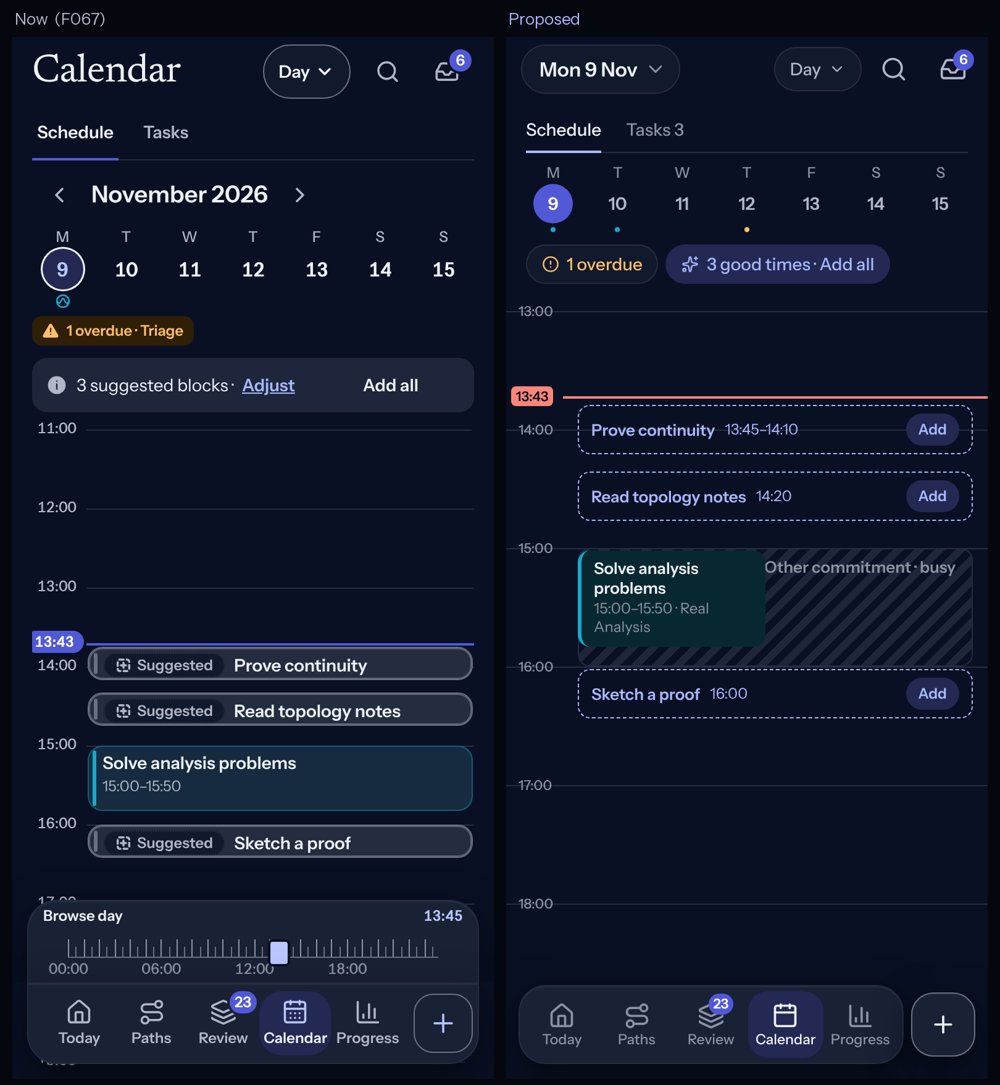 Now (F067)
Calendar
Day
6
Schedule
Tasks
November 2026
M T W T F S S
9 10 11 12 13 14 15
1 overdue · Triage
3 suggested blocks · Adjust
Add all
11:00
12:00
13:00
13:43
14:00
Suggested Prove continuity
Suggested Read topology notes
15:00
Solve analysis problems
15:00–15:50
16:00
Suggested Sketch a proof
17:00
Browse day
13:45
00:00 06:00 12:00 18:00
23
Today Paths Review Calendar Progress
Proposed
Mon 9 Nov
Day
6
Schedule
Tasks 3
M T W T F S S
9 10 11 12 13 14 15
1 overdue
3 good times · Add all
13:00
13:43
14:00
Prove continuity 13:45–14:10
Add
Read topology notes 14:20
Add
15:00
Solve analysis
problems
15:00–15:50 · Real
Analysis
Other commitment · busy
16:00
Sketch a proof 16:00
Add
17:00
18:00
23
Today Paths Review Calendar Progress